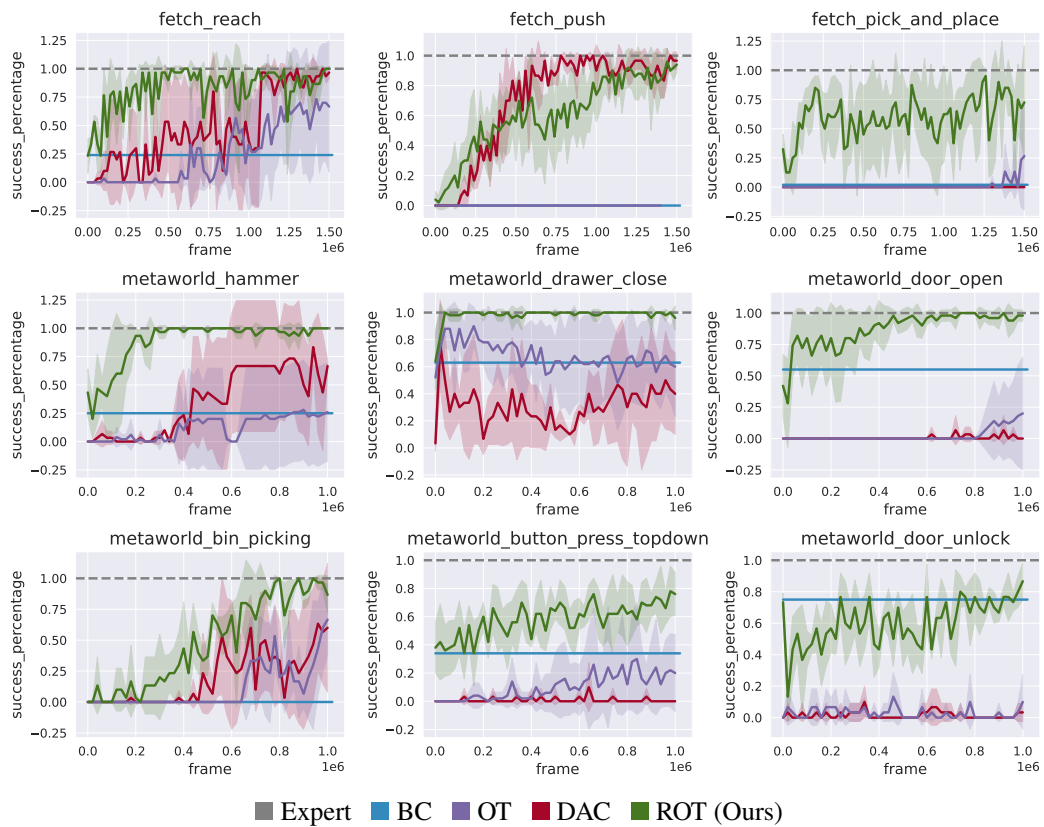 fetch_reach
success_percentage
1.25
1.00
0.75
0.50
0.25
0.00
−0.25
0.00 0.25 0.50 0.75 1.00 1.25 1.50
frame
1e6
fetch_push
success_percentage
1.0
0.8
0.6
0.4
0.2
0.0
0.00 0.25 0.50 0.75 1.00 1.25 1.50
frame
1e6
fetch_pick_and_place
success_percentage
1.25
1.00
0.75
0.50
0.25
0.00
−0.25
0.00 0.25 0.50 0.75 1.00 1.25 1.50
frame
1e6
metaworld_hammer
success_percentage
1.25
1.00
0.75
0.50
0.25
0.00
−0.25
0.0 0.2 0.4 0.6 0.8 1.0
frame
1e6
metaworld_drawer_close
success_percentage
1.0
0.8
0.6
0.4
0.2
0.0
−0.2
0.0 0.2 0.4 0.6 0.8 1.0
frame
1e6
metaworld_door_open
success_percentage
1.00
0.75
0.50
0.25
0.00
−0.25
0.0 0.2 0.4 0.6 0.8 1.0
frame
1e6
metaworld_bin_picking
success_percentage
1.00
0.75
0.50
0.25
0.00
−0.25
0.0 0.2 0.4 0.6 0.8 1.0
frame
1e6
metaworld_button_press_topdown
success_percentage
1.0
0.8
0.6
0.4
0.2
0.0
−0.2
0.0 0.2 0.4 0.6 0.8 1.0
frame
1e6
metaworld_door_unlock
success_percentage
1.0
0.8
0.6
0.4
0.2
0.0
0.0 0.2 0.4 0.6 0.8 1.0
frame
1e6
Expert BC OT DAC ROT (Ours)